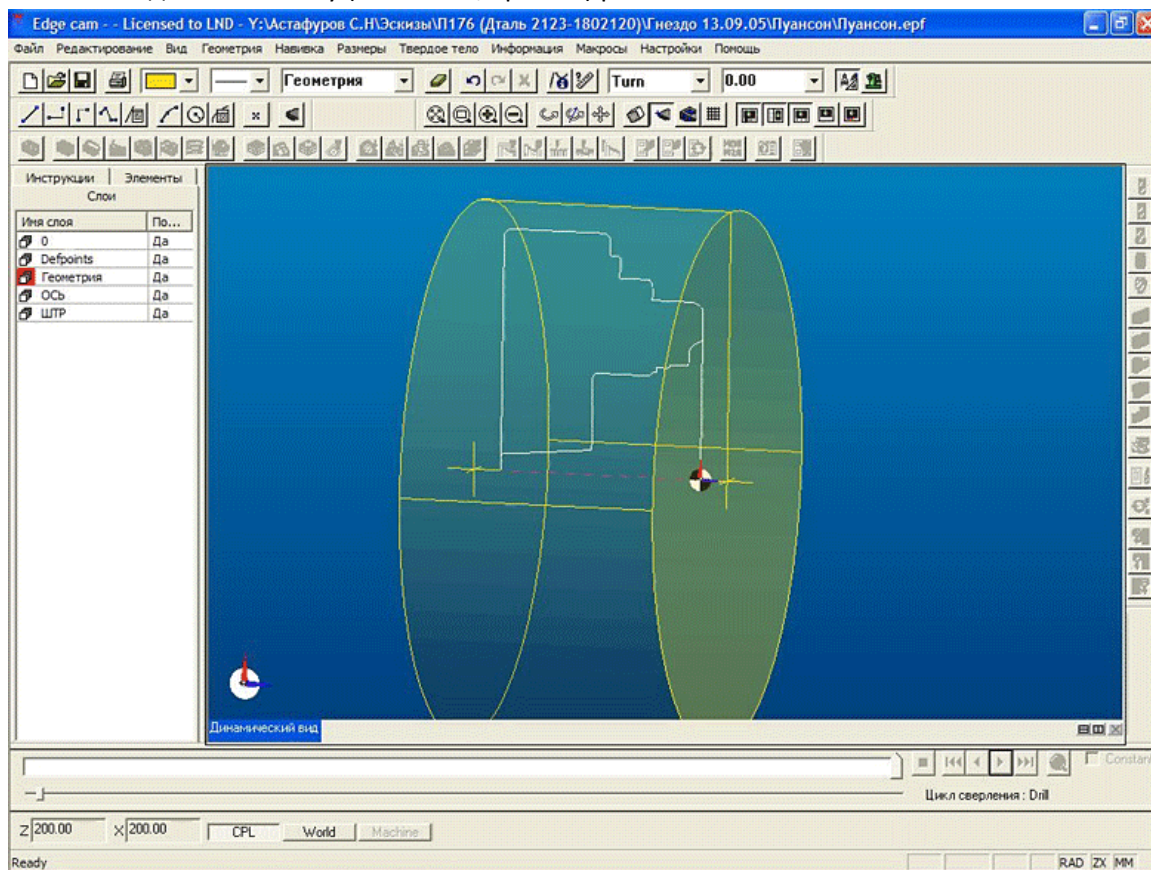 Edge cam - - Licensed to LND - Y:\Астафуров С.Н\Эскизы\П176 (Дталь 2123-1802120)\Гнездо 13.09.05\Пуансон\Пуансон.epf
Файл Редактирование Вид Геометрия Навивка Размеры Твердое тело Информация Макросы Настройки Помощь
Геометрия Turn 0.00
Инструкции Элементы
Слои
Имя слоя По...
0 Да
Defpoints Да
Геометрия Да
ОСЬ Да
ШТР Да
Динамический вид
Constan
Цикл сверления : Drill
Z 200.00 X 200.00 CPL World Machine
Ready RAD ZX MM